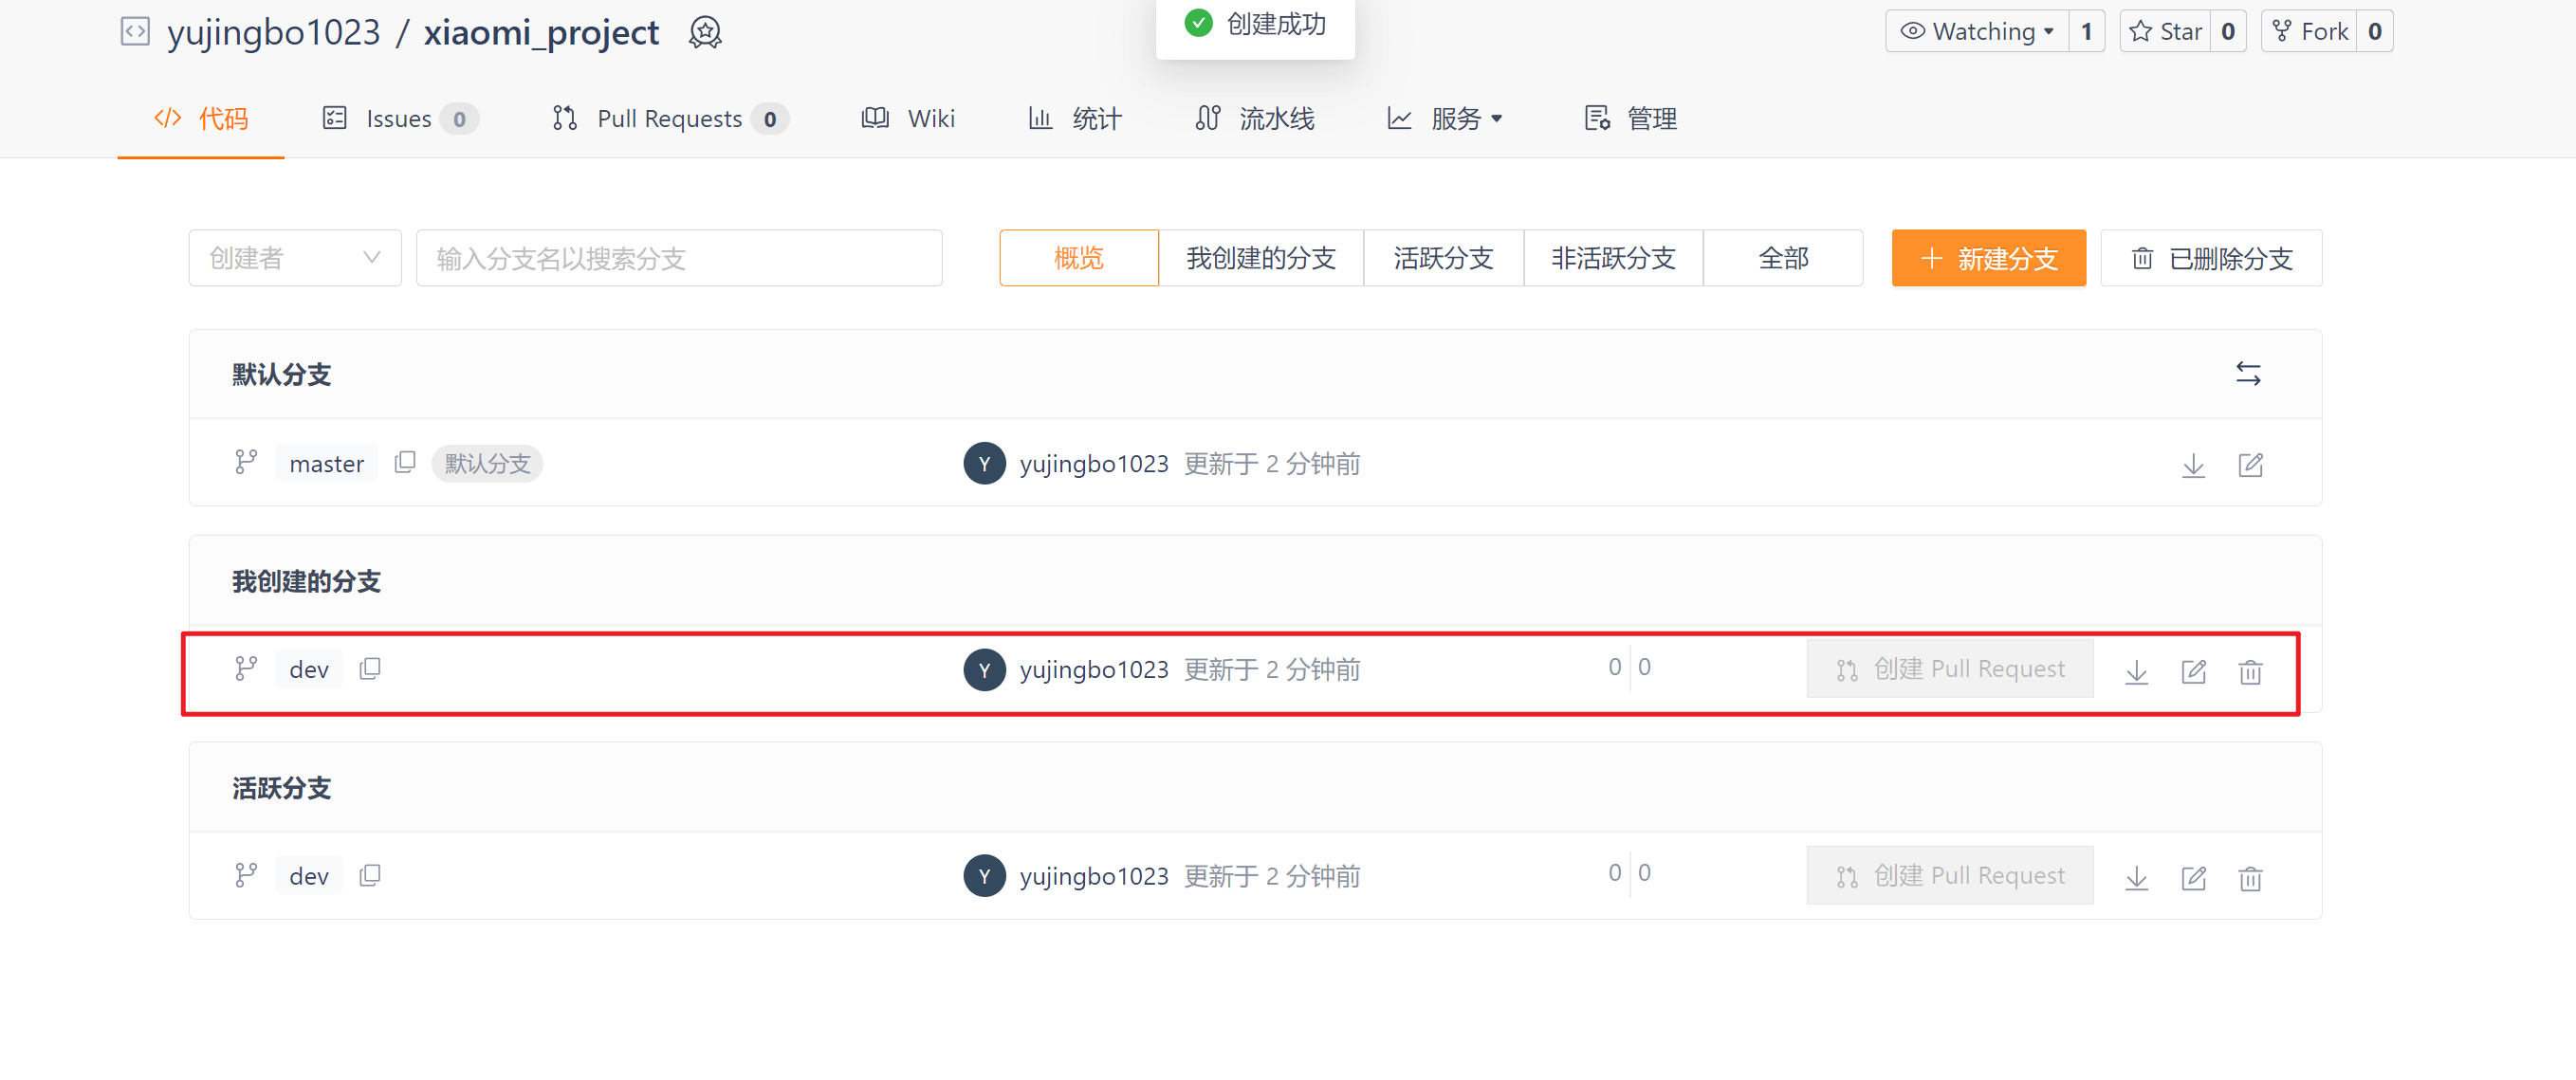 yujingbo1023 / xiaomi_project
创建成功
Watching 1 Star 0 Fork 0
代码 Issues 0 Pull Requests 0 Wiki 统计 流水线 服务 管理
创建者 输入分支名以搜索分支 概览 我创建的分支 活跃分支 非活跃分支 全部 新建分支 已删除分支
默认分支
master 默认分支 Y yujingbo1023 更新于 2 分钟前
我创建的分支
dev Y yujingbo1023 更新于 2 分钟前 0 0 创建 Pull Request
活跃分支
dev Y yujingbo1023 更新于 2 分钟前 0 0 创建 Pull Request